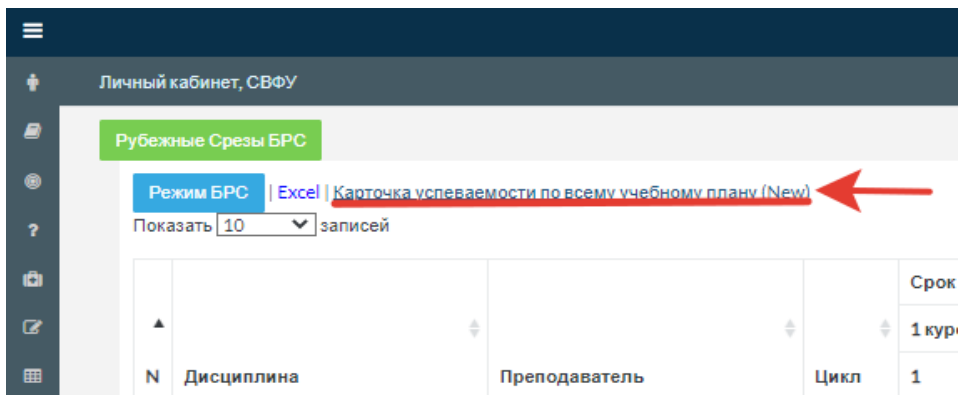 Личный кабинет, СВФУ
Рубежные Срезы БРС
Режим БРС | Excel | Карточка успеваемости по всему учебному плану (New)
Показать 10 записей
Срок
1 курс
N Дисциплина Преподаватель Цикл 1